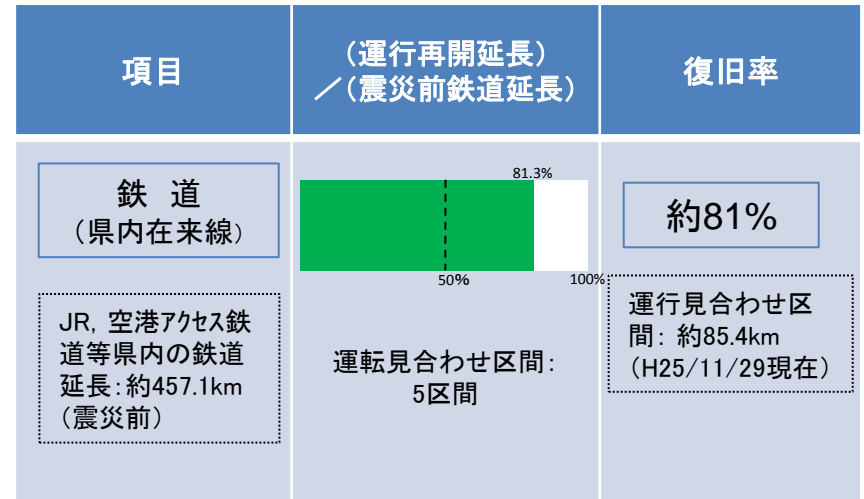 項目
（運行再開延長）
／（震災前鉄道延長）
復旧率
鉄 道
（県内在来線）
JR, 空港アクセス鉄
道等県内の鉄道
延長：約457.1km
（震災前）
81.3%
50%
100%
運転見合わせ区間：
5区間
約81%
運行見合わせ区
間：約85.4km
（H25/11/29現在）